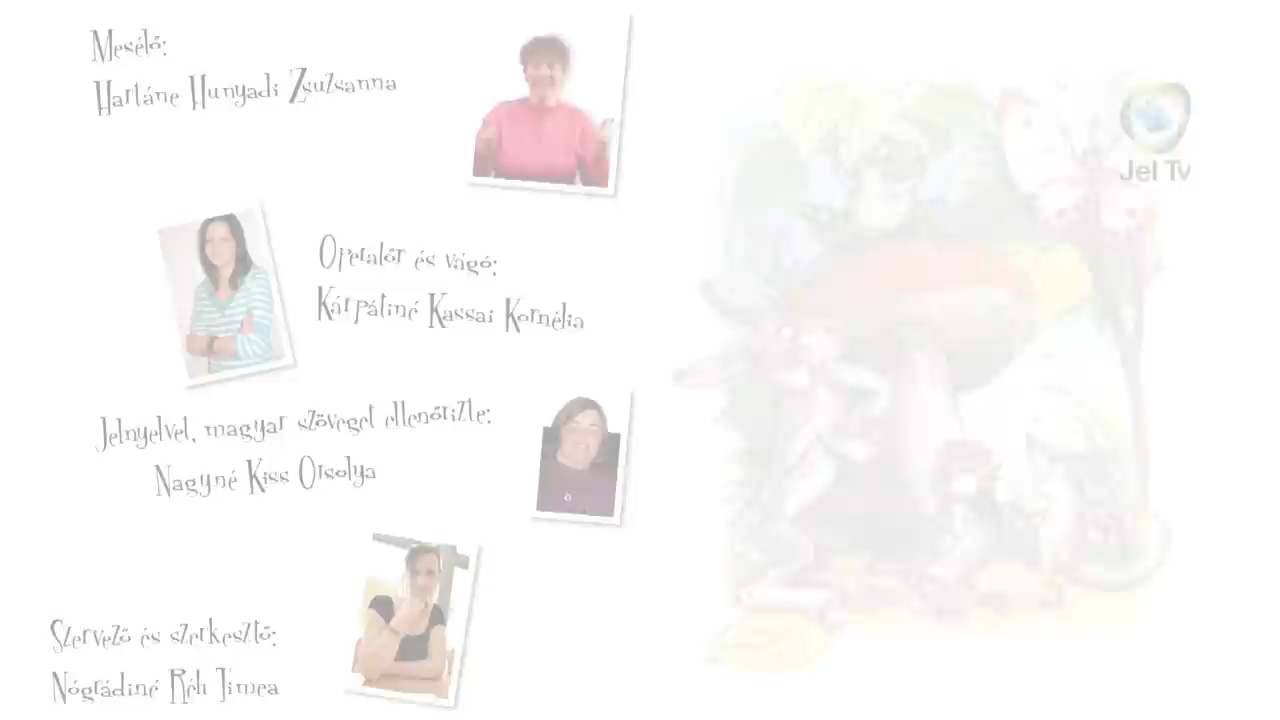 Mesélő:
Hartáne Hunyadi Zsuzsanna
Jel Tv
Operatőr és vágó:
Kárpátiné Kassai Kornélia
Jelnyelvet, magyar szöveget ellenőrizte:
Nagyné Kiss Orsolya
Szervező és szerkesztő:
Nógrádiné Réh Tímea